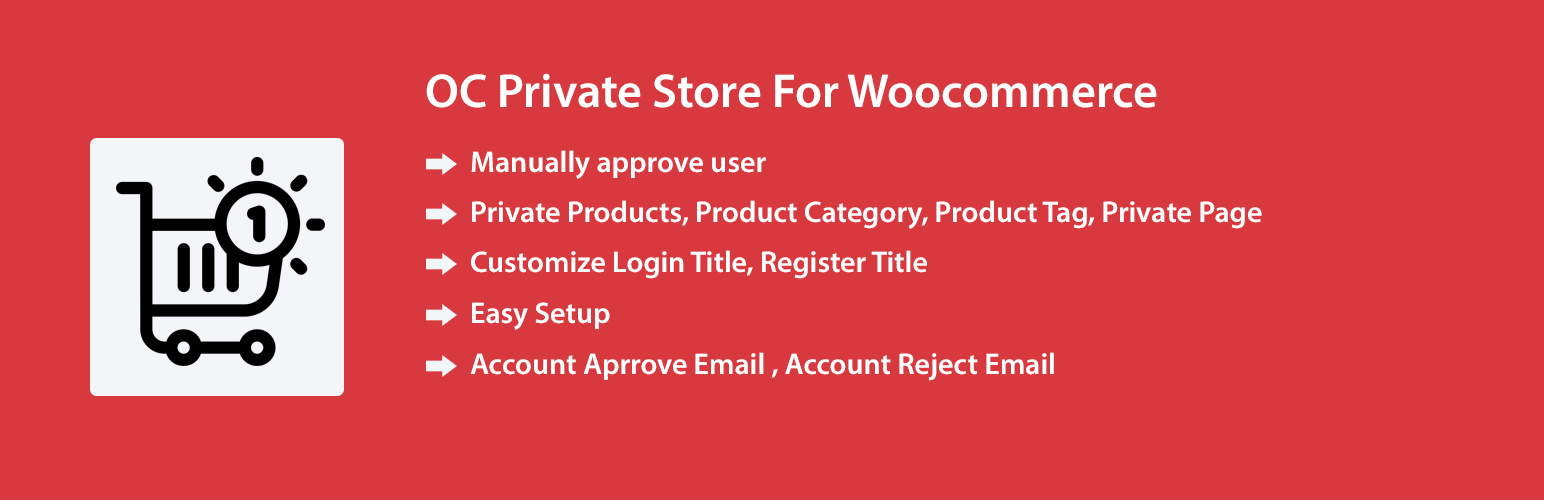 OC Private Store For Woocommerce
Manually approve user
Private Products, Product Category, Product Tag, Private Page
1
Customize Login Title, Register Title
Easy Setup
Account Aprrove Email , Account Reject Email